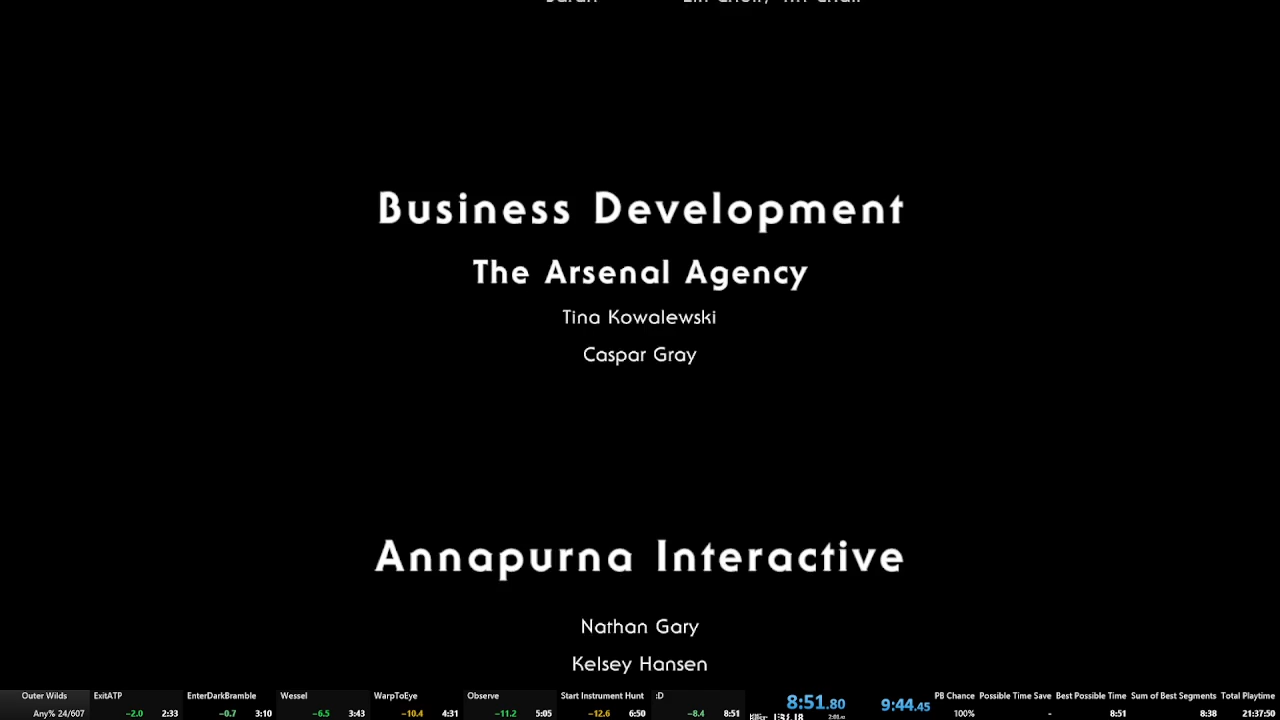 Business Development
The Arsenal Agency
Tina Kowalewski
Caspar Gray
Annapurna Interactive
Nathan Gary
Kelsey Hansen
Outer Wilds ExitATP EnterDarkBramble Wessel WarpToEye Observe Start Instrument Hunt :D 8:51.80 9:44.45 PB Chance Possible Time Save Best Possible Time Sum of Best Segments Total Playtime
Any% 24/607 −2.0 2:33 −0.7 3:10 −6.5 3:43 −10.4 4:31 −11.2 5:05 −12.6 6:50 −8.4 8:51 100% - 8:51 8:38 21:37:50